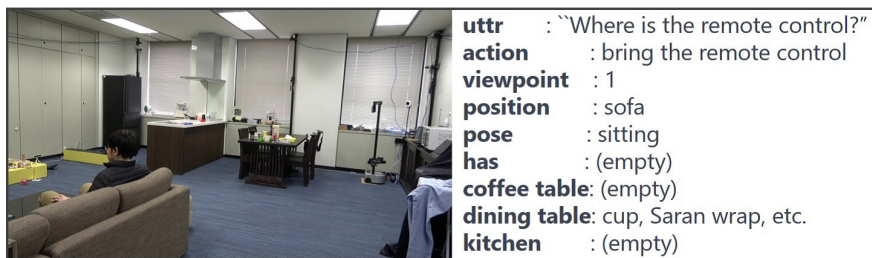 uttr : ``Where is the remote control?"
action : bring the remote control
viewpoint : 1
position : sofa
pose : sitting
has : (empty)
coffee table: (empty)
dining table: cup, Saran wrap, etc.
kitchen : (empty)